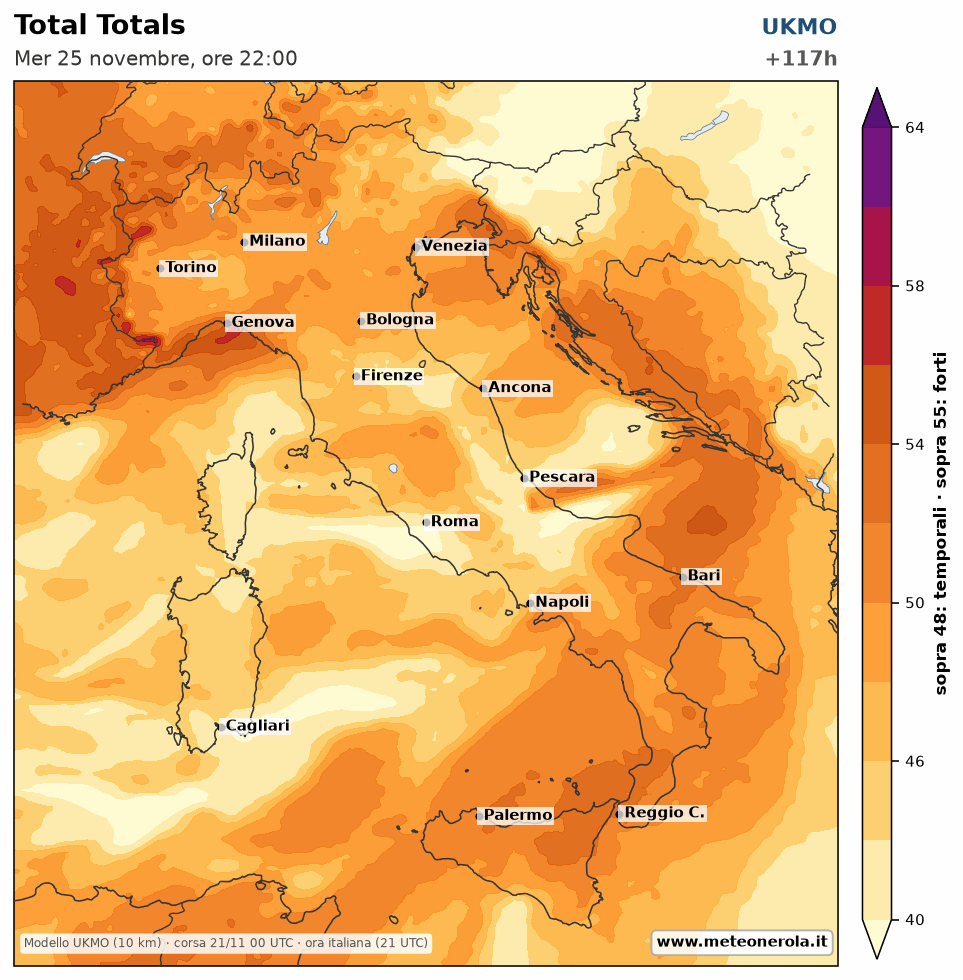 Total Totals
UKMO
Mer 25 novembre, ore 22:00
+117h
Milano
Venezia
Torino
Genova
Bologna
Firenze
Ancona
Pescara
Roma
Bari
Napoli
Cagliari
Palermo
Reggio C.
64
58
54
50
46
40
sopra 48: temporali · sopra 55: forti
Modello UKMO (10 km) · corsa 21/11 00 UTC · ora italiana (21 UTC)
www.meteonerola.it